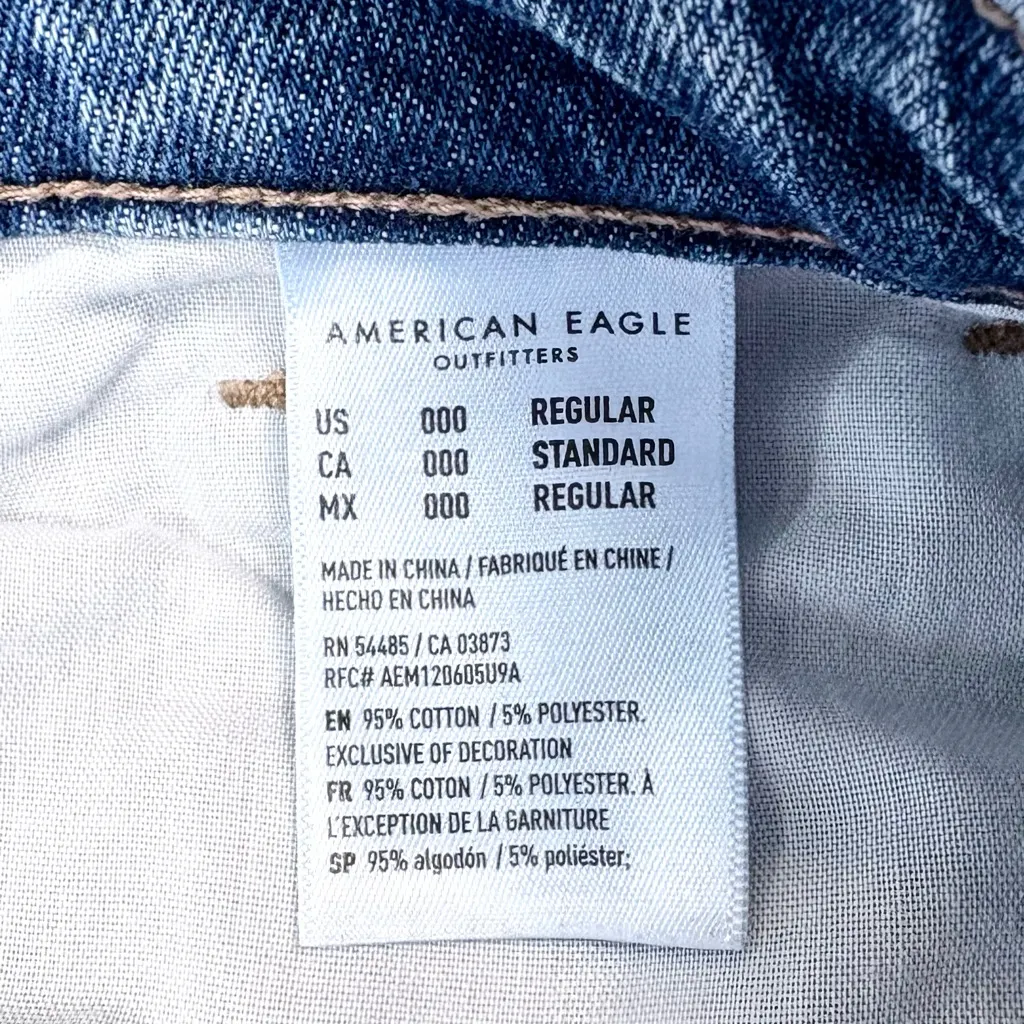 AMERICAN EAGLE
OUTFITTERS
US 000 REGULAR
CA 000 STANDARD
MX 000 REGULAR
MADE IN CHINA / FABRIQUÉ EN CHINE /
HECHO EN CHINA
RN 54485 / CA 03873
RFC# AEM120605U9A
EN 95% COTTON / 5% POLYESTER.
EXCLUSIVE OF DECORATION
FR 95% COTON / 5% POLYESTER. À
L'EXCEPTION DE LA GARNITURE
SP 95% algodón / 5% poliéster;